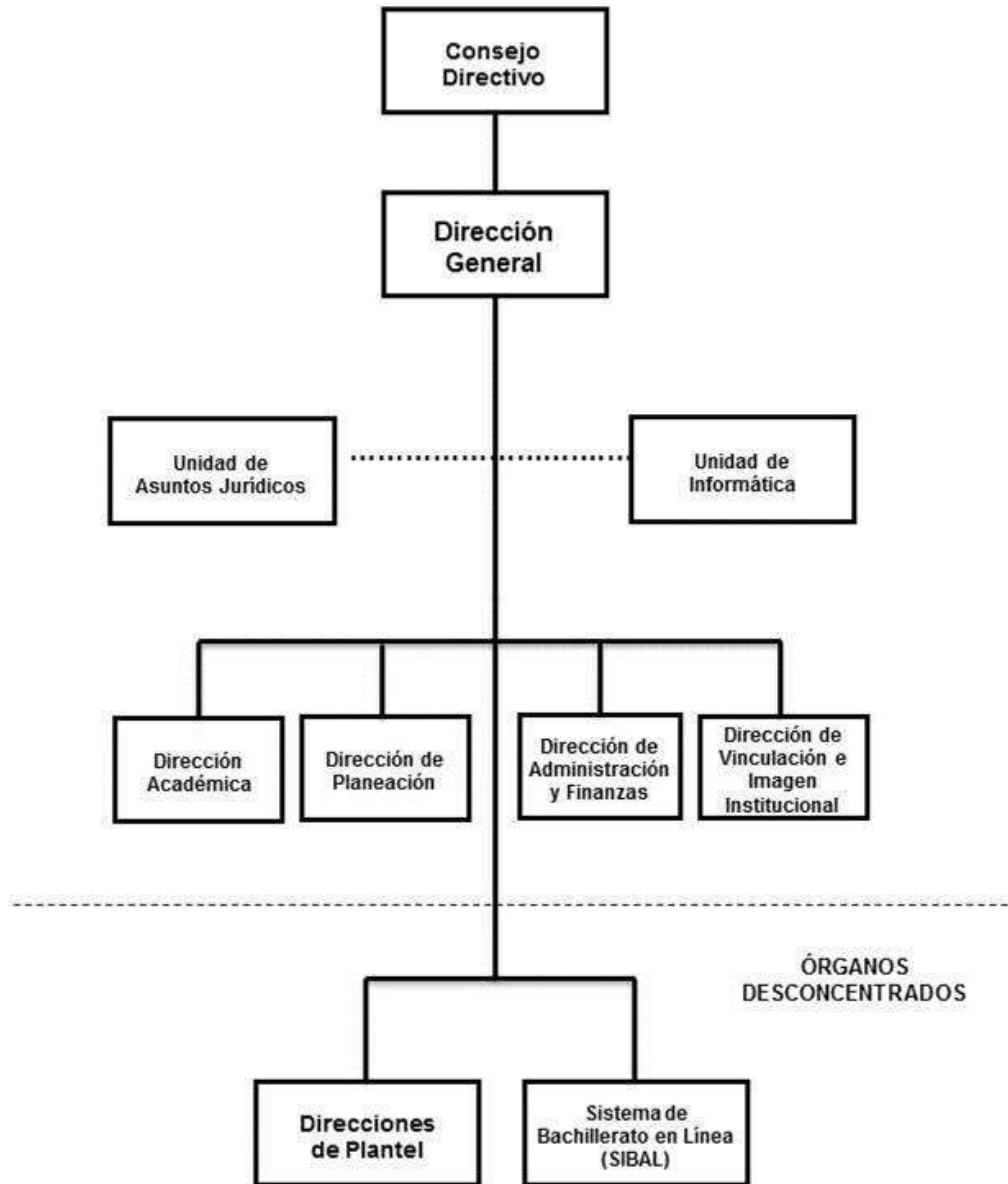 Consejo
Directivo
Dirección
General
Unidad de
Asuntos Jurídicos
Unidad de
Informática
Dirección
Académica
Dirección de
Planeación
Dirección de
Administración
y Finanzas
Dirección de
Vinculación e
Imagen
Institucional
ÓRGANOS
DESCONCENTRADOS
Direcciones
de Plantel
Sistema de
Bachillerato en Línea
(SIBAL)